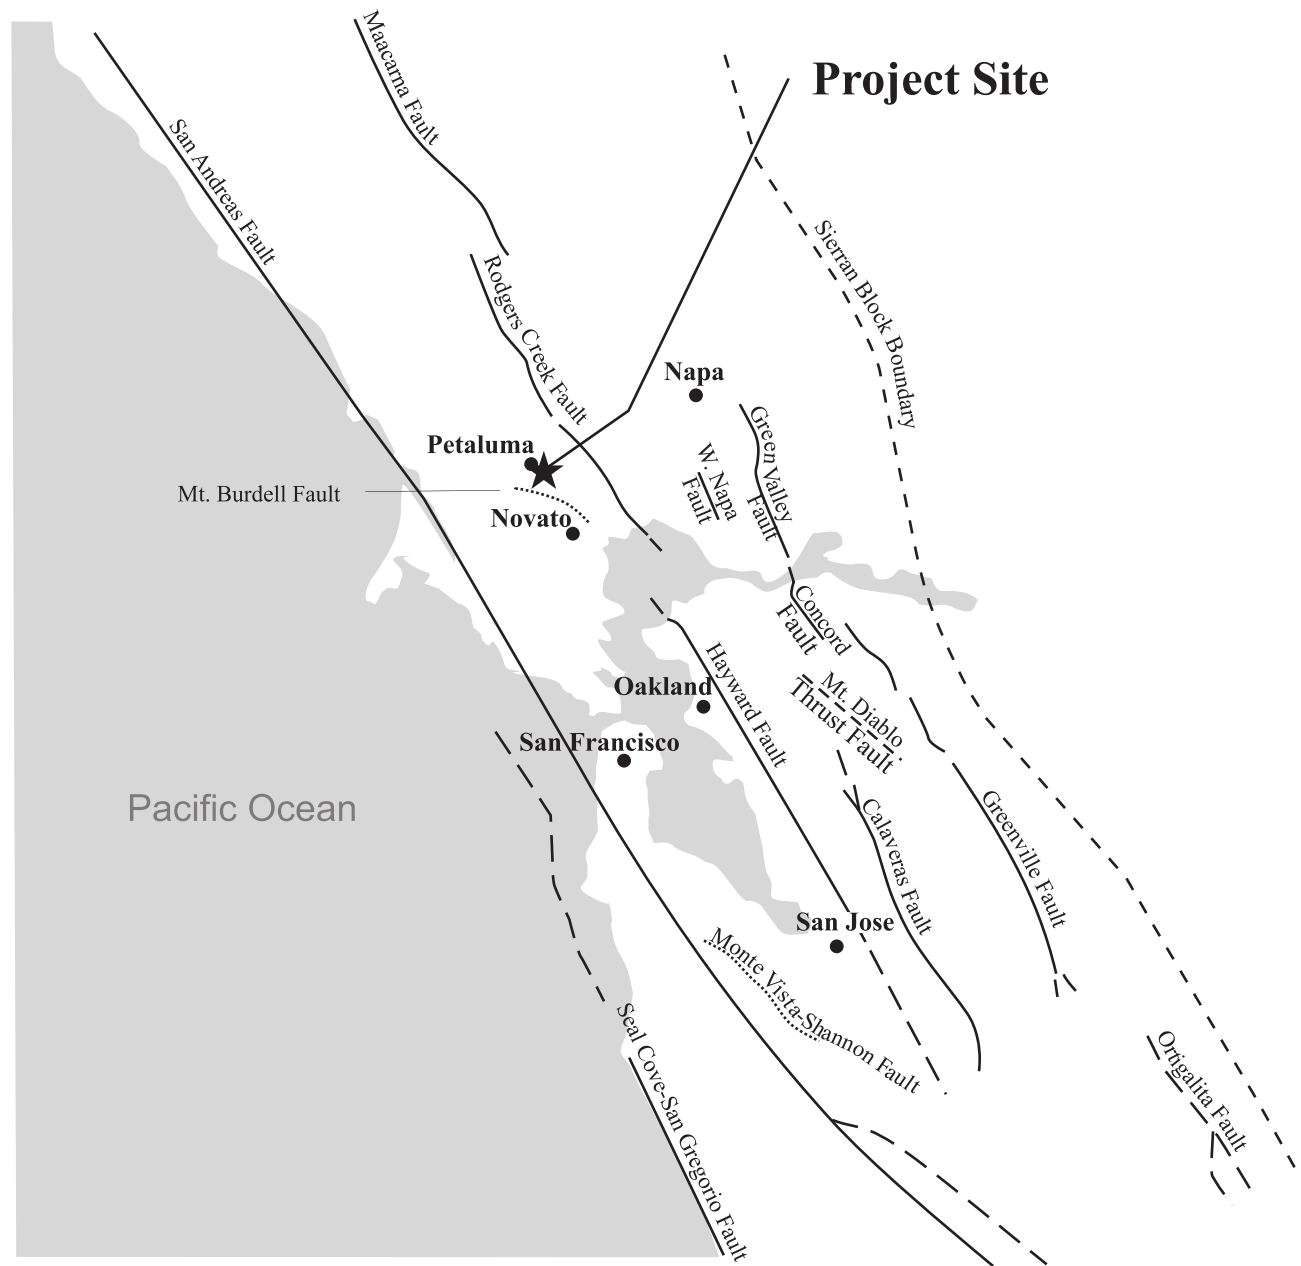 Maacarna Fault
Project Site
San Andreas Fault
Sierran Block Boundary
Rodgers Creek Fault
Napa
Green Valley
Fault
Petaluma
W. Napa
Fault
Mt. Burdell Fault
Novato
Concord
Fault
Hayward Fault
Oakland
Mt. Diablo
Thrust Fault
San Francisco
Pacific Ocean
Calaveras Fault
Greenville Fault
San Jose
Monte Vista-Shannon Fault
Seal Cove-San Gregorio Fault
Ortigalita Fault